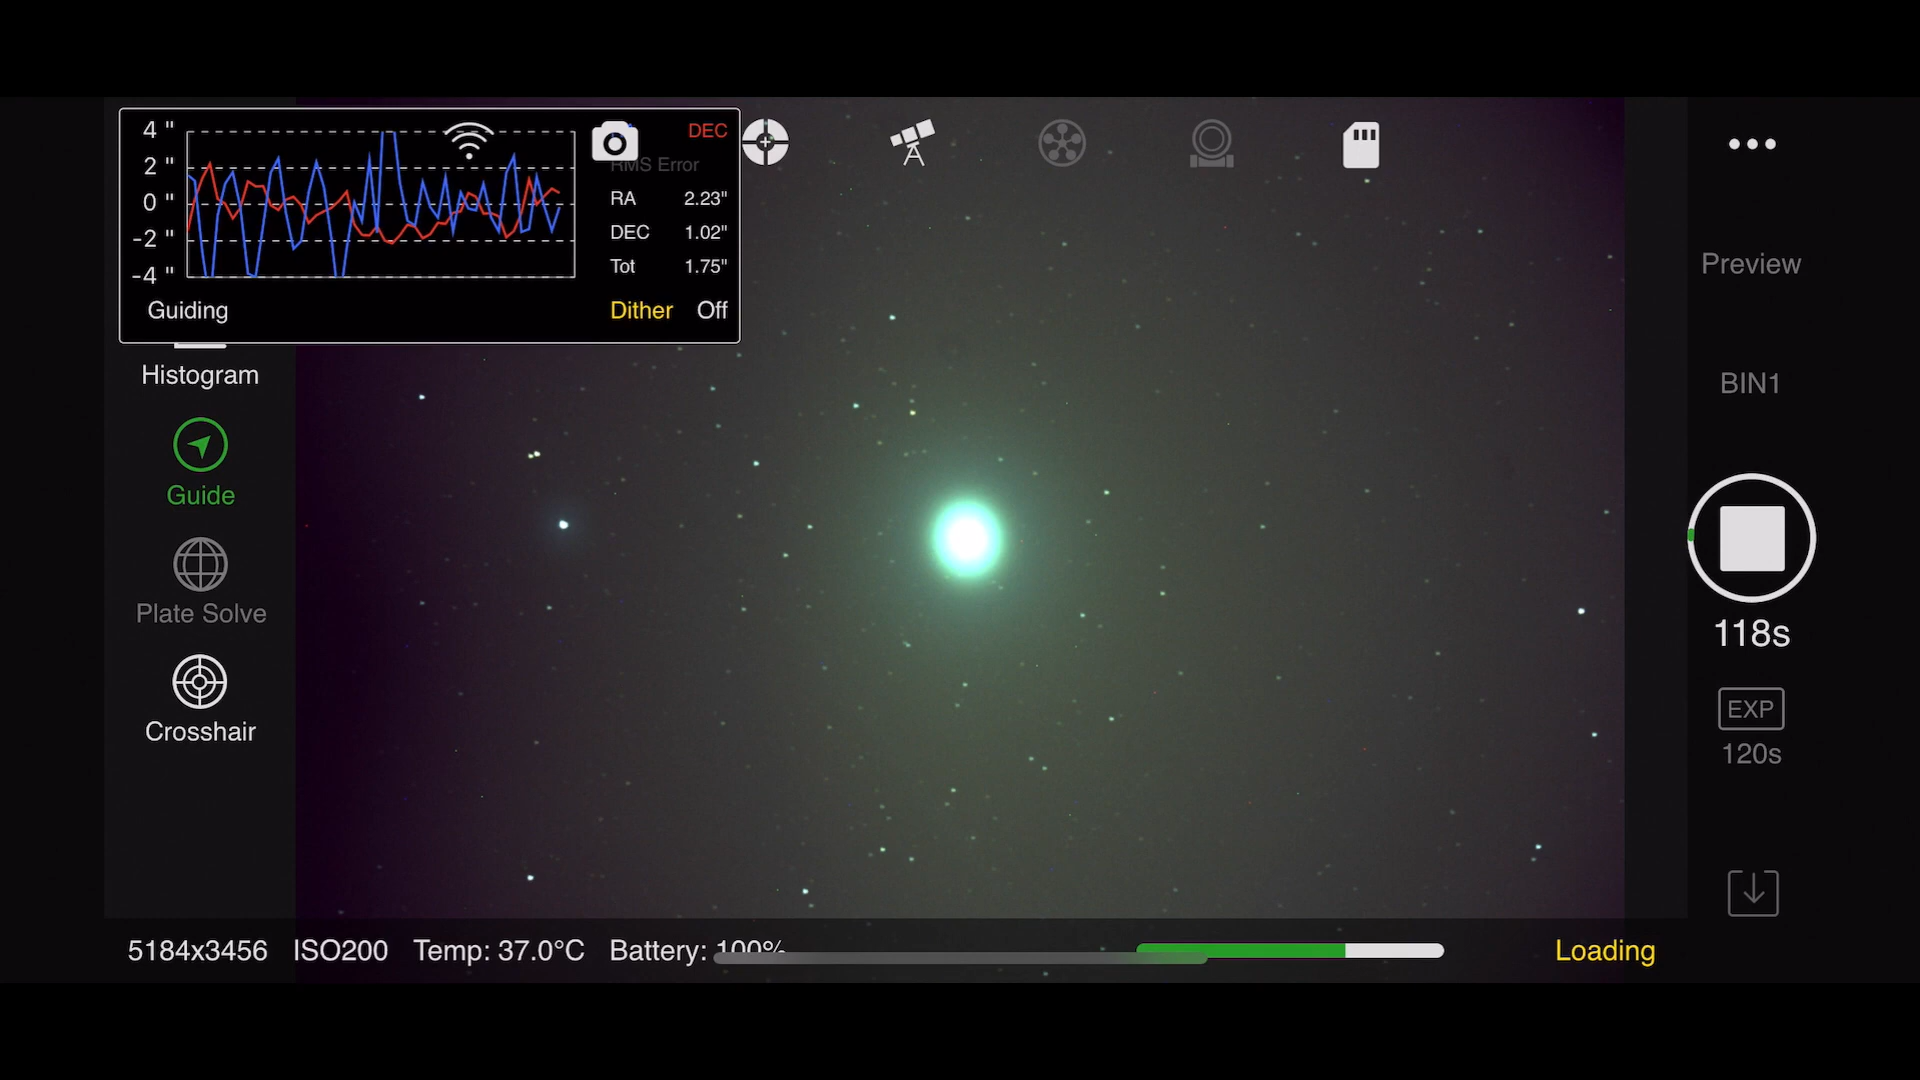 4 "
2 "
0 "
-2 "
-4 "
DEC
RMS Error
RA 2.23"
DEC 1.02"
Tot 1.75"
Guiding
Dither Off
Histogram
Guide
Plate Solve
Crosshair
Preview
BIN1
118s
EXP
120s
5184x3456 ISO200 Temp: 37.0°C Battery: 100%
Loading